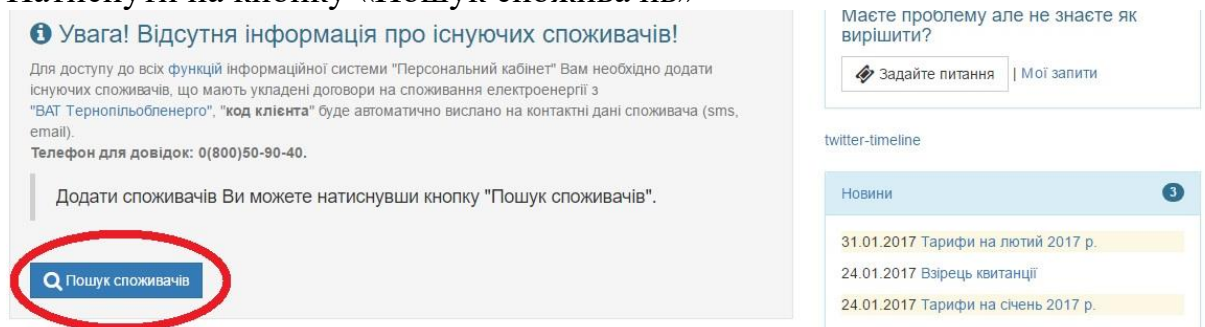 Натиснути на кнопку «Пошук споживачів»
Увага! Відсутня інформація про існуючих споживачів!
Для доступу до всіх функцій інформаційної системи "Персональний кабінет" Вам необхідно додати
існуючих споживачів, що мають укладені договори на споживання електроенергії з
"ВАТ Тернопільобленерго", "код клієнта" буде автоматично вислано на контактні дані споживача (sms,
email).
Телефон для довідок: 0(800)50-90-40.
Додати споживачів Ви можете натиснувши кнопку "Пошук споживачів".
Пошук споживачів
Маєте проблему але не знаєте як
вирішити?
Задайте питання | Мої запити
twitter-timeline
Новини 3
31.01.2017 Тарифи на лютий 2017 р.
24.01.2017 Взірець квитанції
24.01.2017 Тарифи на січень 2017 р.